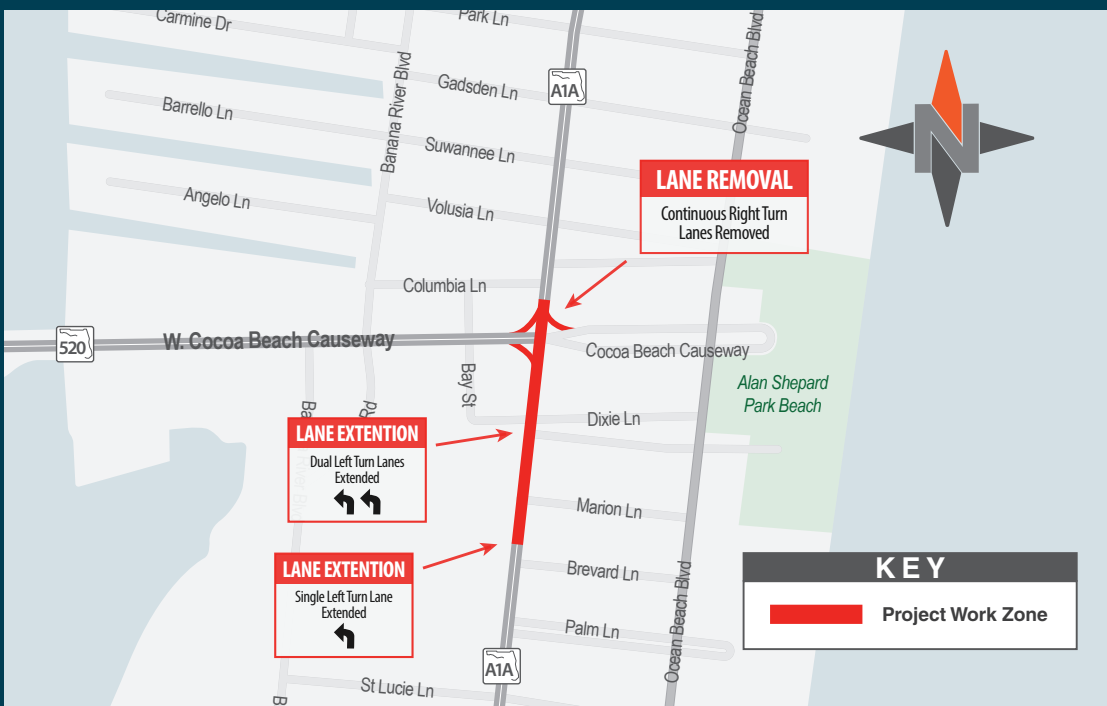 Carmine Dr
Park Ln
Ocean Beach Blvd
Banana River Blvd
Gadsden Ln
A1A
Barrello Ln
Suwannee Ln
N
LANE REMOVAL
Continuous Right Turn
Lanes Removed
Angelo Ln
Volusia Ln
Columbia Ln
520
W. Cocoa Beach Causeway
Cocoa Beach Causeway
Bay St
Alan Shepard
Park Beach
Rd
Dixie Ln
LANE EXTENTION
Dual Left Turn Lanes
Extended
Marion Ln
LANE EXTENTION
Single Left Turn Lane
Extended
Brevard Ln
Ocean Beach Blvd
KEY
Project Work Zone
Palm Ln
A1A
St Lucie Ln
B